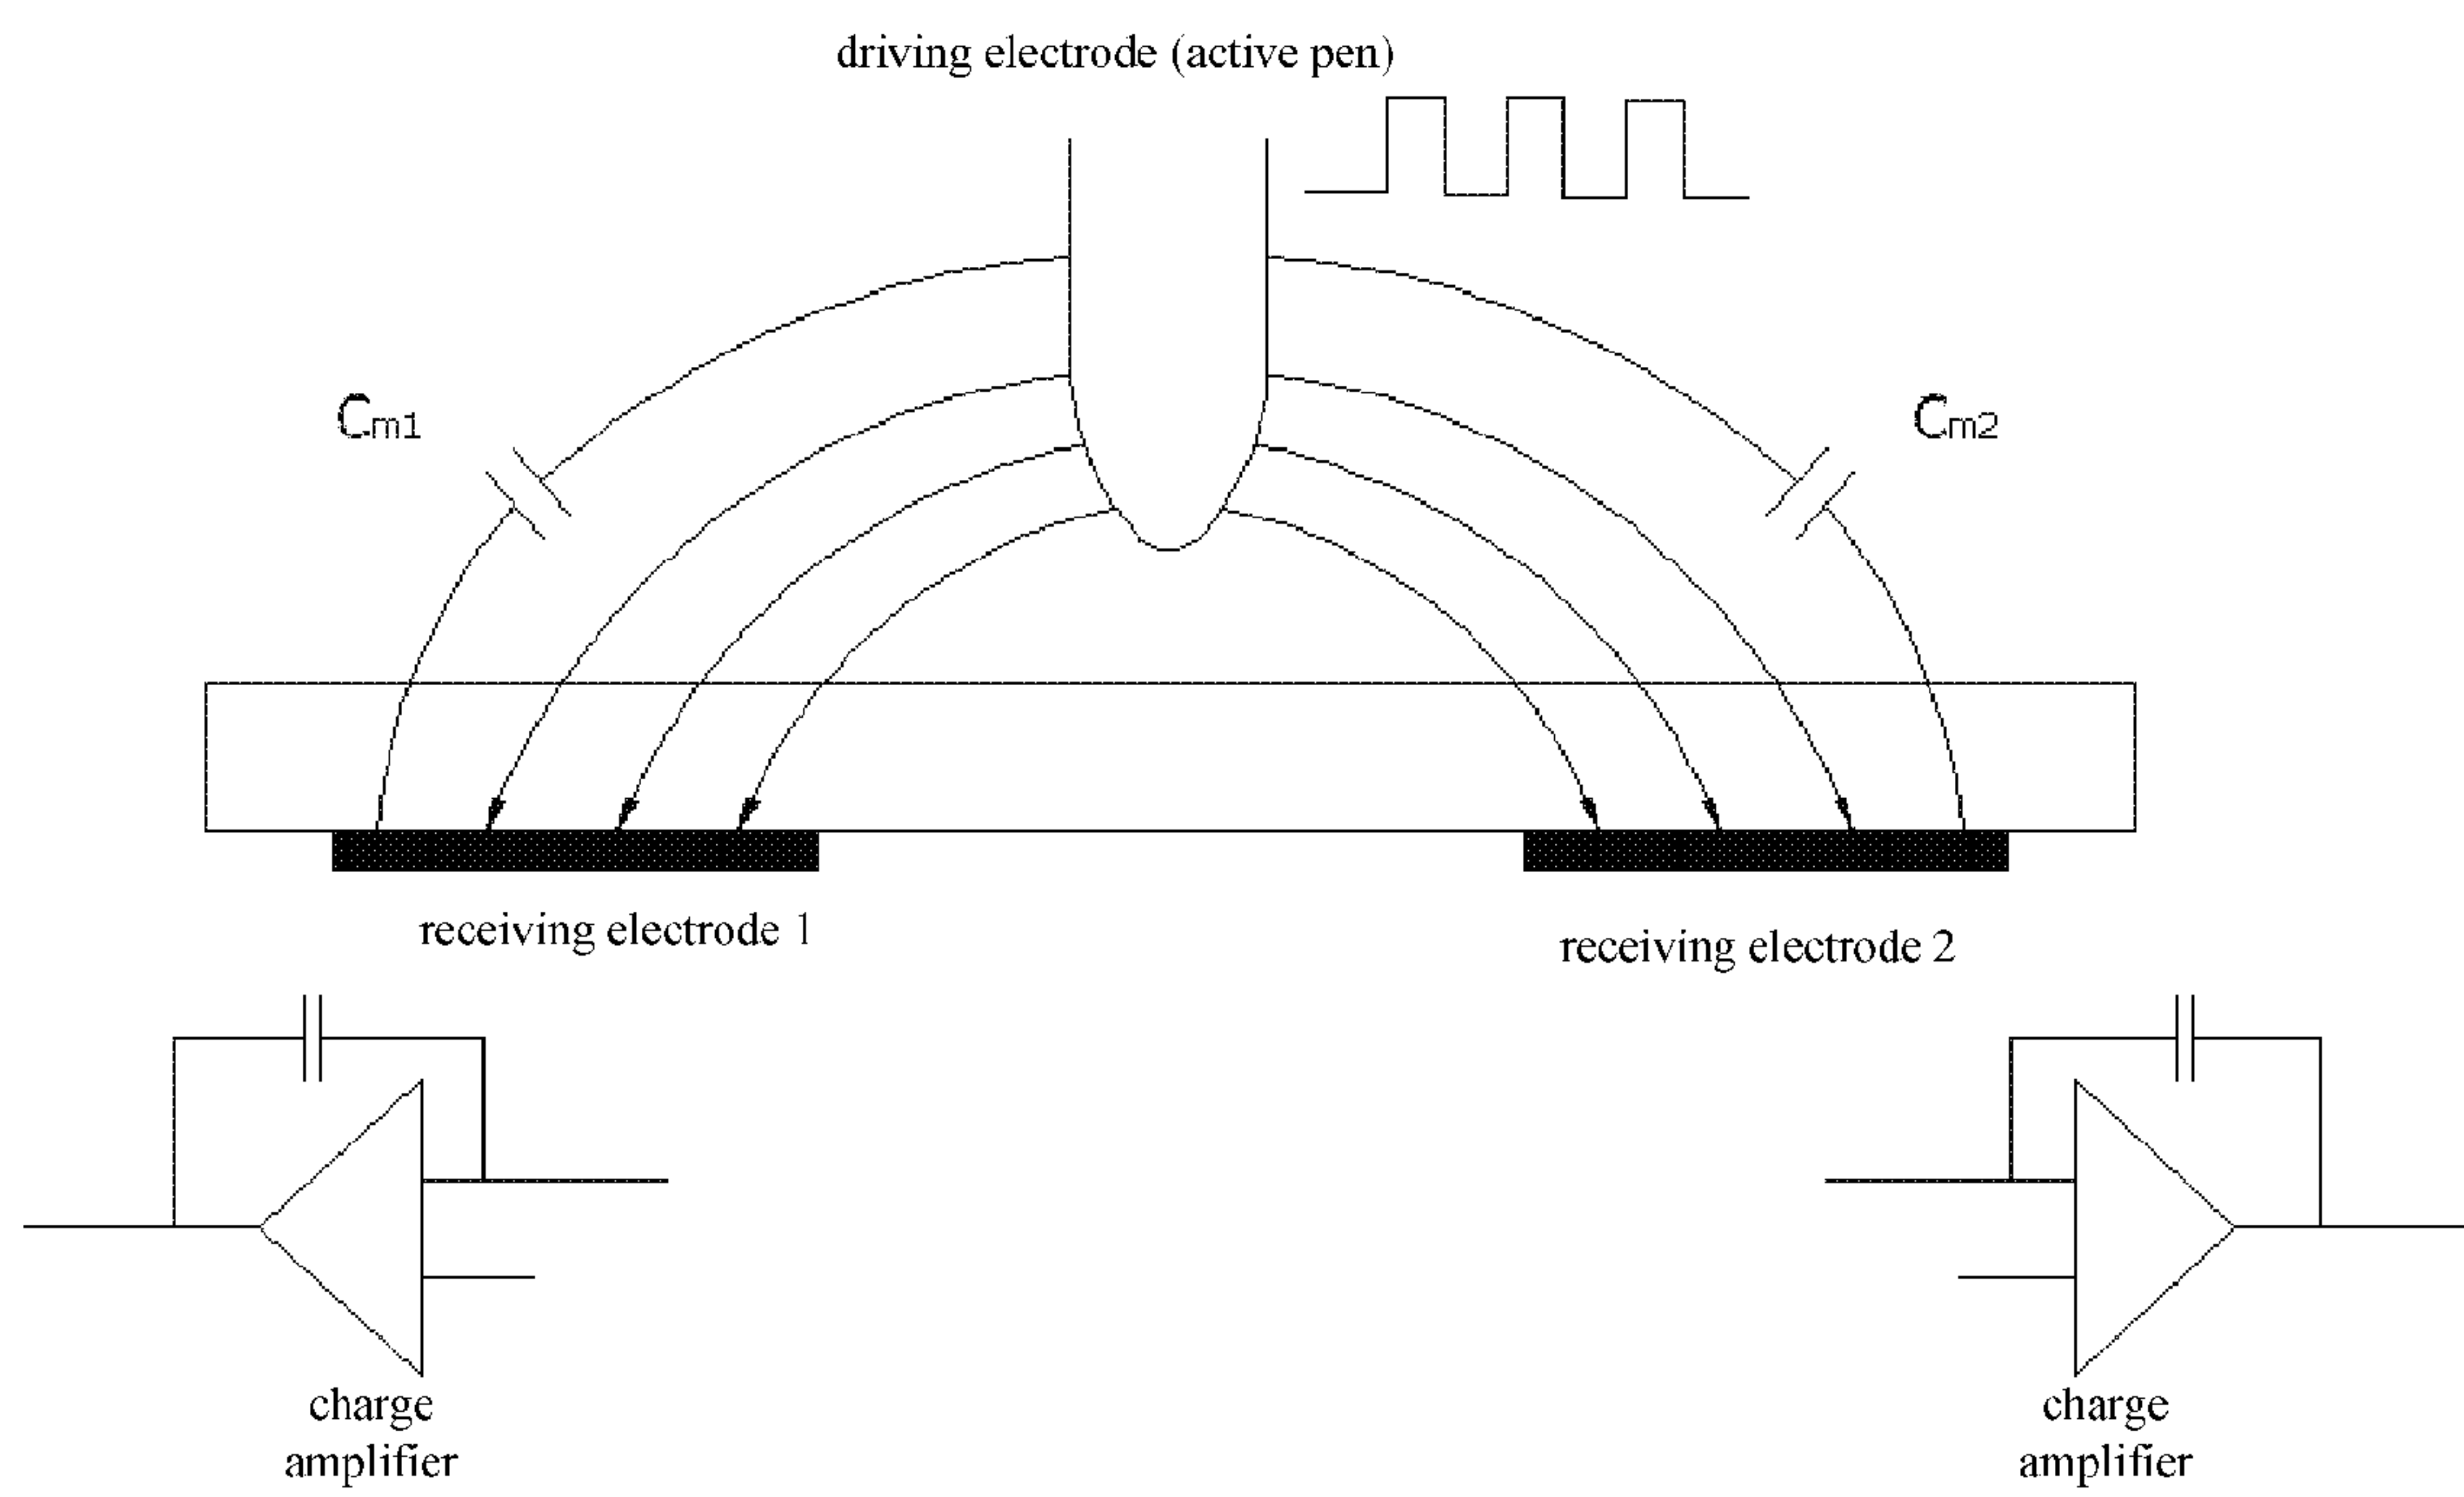 driving electrode (active pen)
Cm1
Cm2
receiving electrode 1
receiving electrode 2
charge
amplifier
charge
amplifier